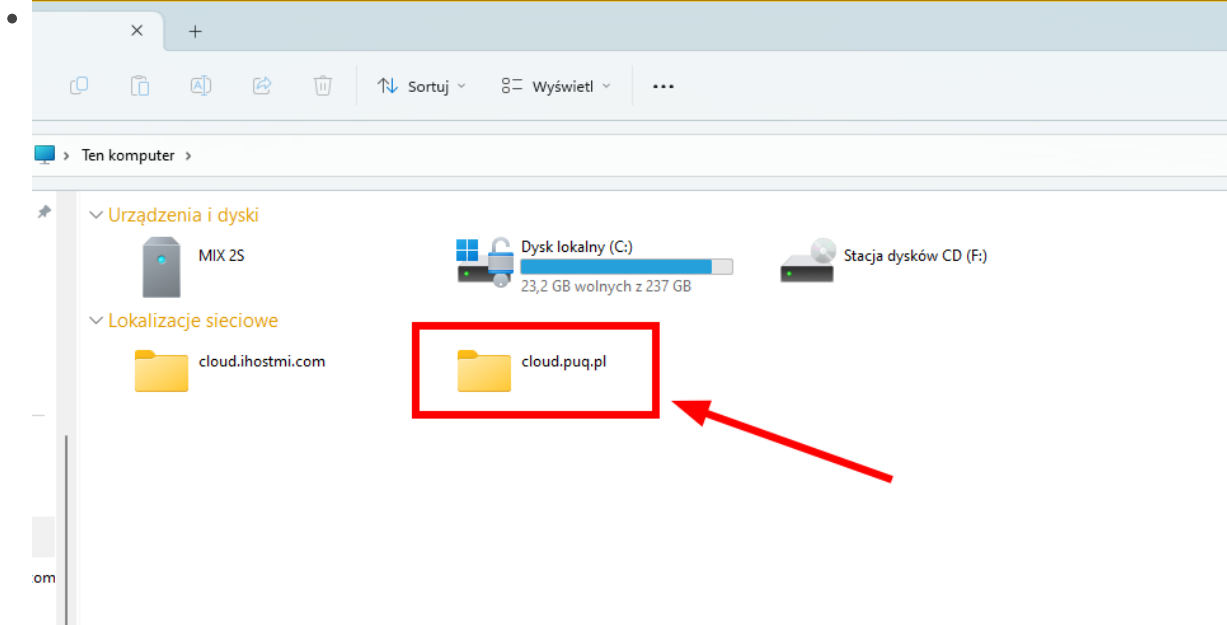 Sortuj
Wyświetl
Ten komputer
Urządzenia i dyski
MIX 2S
Dysk lokalny (C:)
23,2 GB wolnych z 237 GB
Stacja dysków CD (F:)
Lokalizacje sieciowe
cloud.ihostmi.com
cloud.puq.pl
com